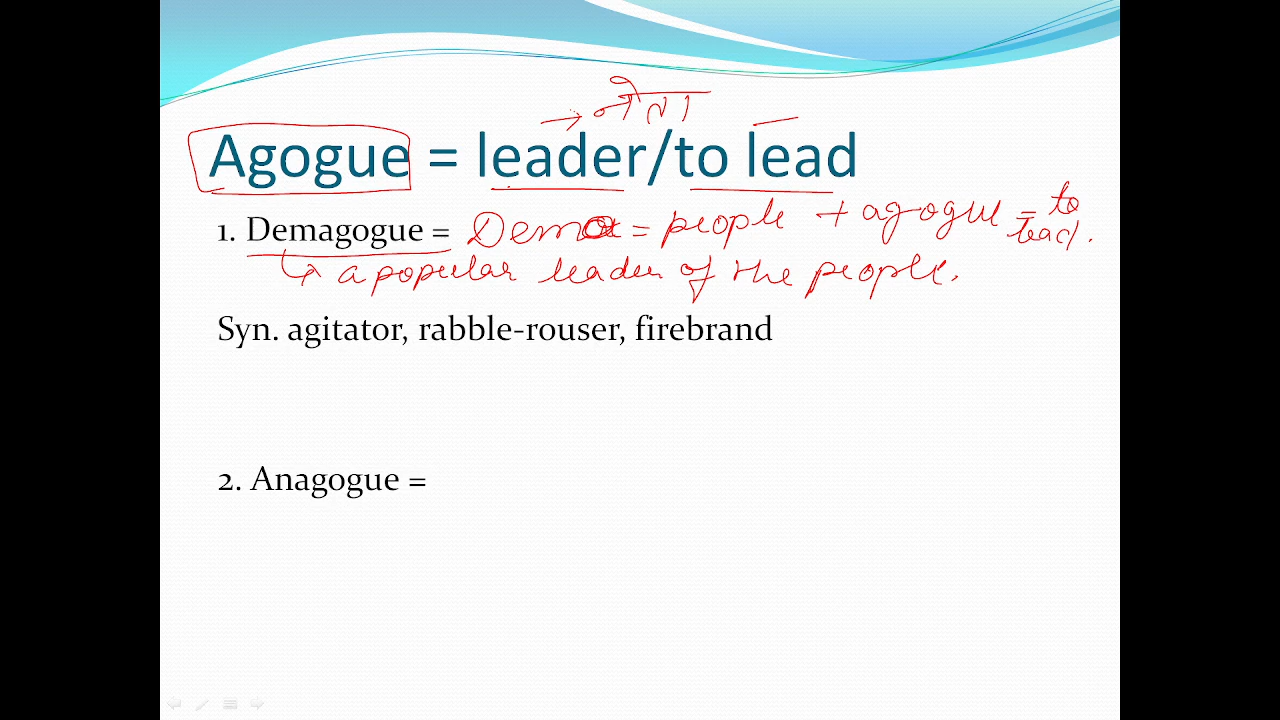 → नेता
Agogue = leader/to lead
1. Demagogue = Demo = people + agogue = to lead.
↳ a popular leader of the people.
Syn. agitator, rabble-rouser, firebrand
2. Anagogue =